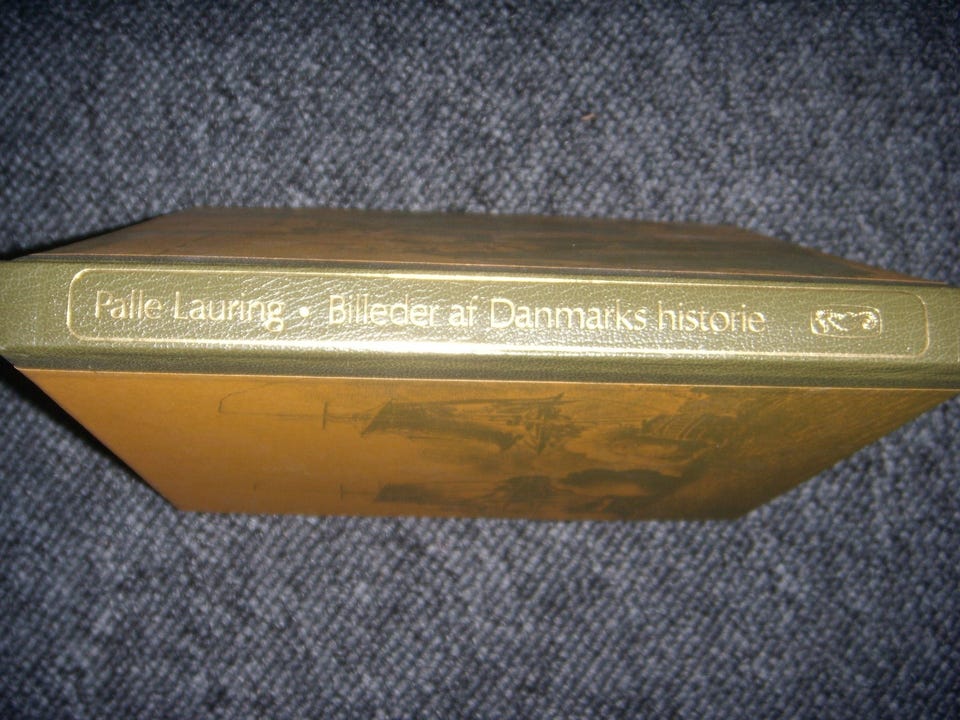 Palle Lauring • Billeder af Danmarks historie